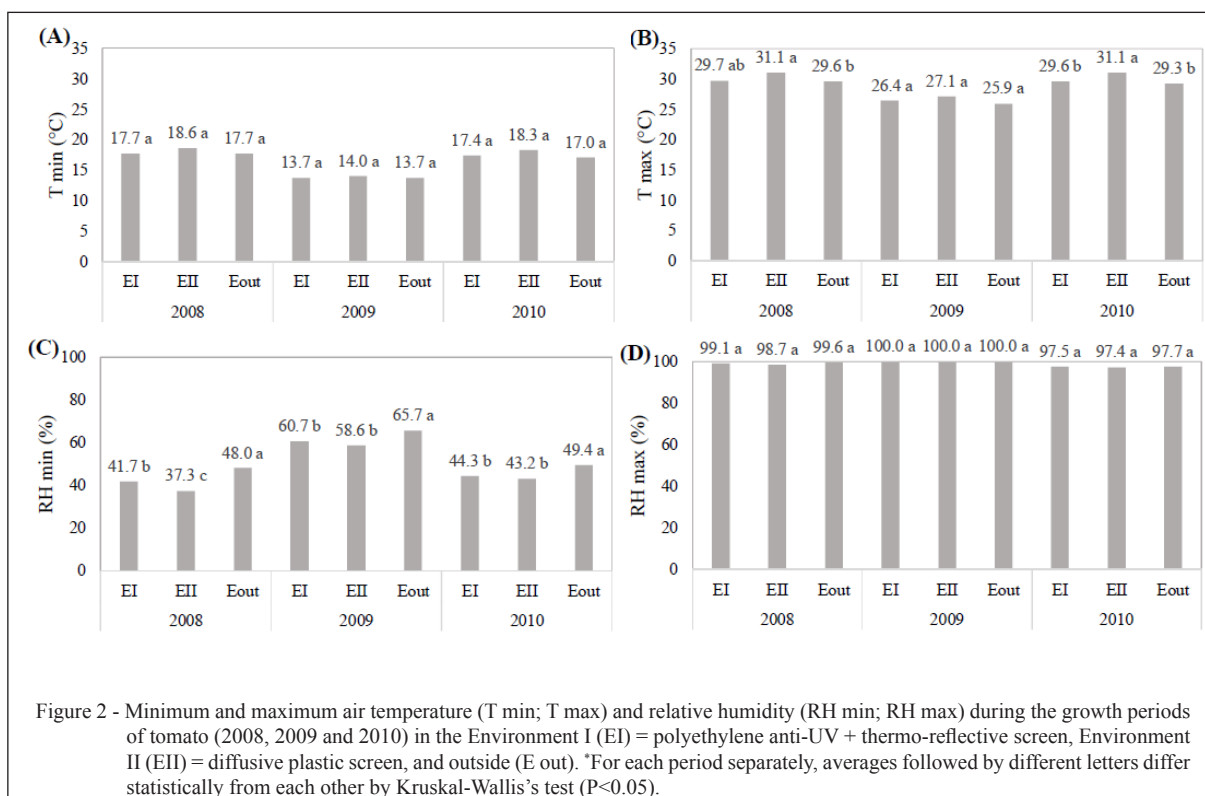 (A)
35
30
25
20
15
10
5
0
T min (°C)
17.7 a 18.6 a 17.7 a 13.7 a 14.0 a 13.7 a 17.4 a 18.3 a 17.0 a
EI EII Eout EI EII Eout EI EII Eout
2008 2009 2010
(B)
35
30
25
20
15
10
5
0
T max (°C)
29.7 ab 31.1 a 29.6 b 26.4 a 27.1 a 25.9 a 29.6 b 31.1 a 29.3 b
EI EII Eout EI EII Eout EI EII Eout
2008 2009 2010
(C)
100
80
60
40
20
0
RH min (%)
41.7 b 37.3 c 48.0 a 60.7 b 58.6 b 65.7 a 44.3 b 43.2 b 49.4 a
EI EII Eout EI EII Eout EI EII Eout
2008 2009 2010
(D)
100
80
60
40
20
0
RH max (%)
99.1 a 98.7 a 99.6 a 100.0 a 100.0 a 100.0 a 97.5 a 97.4 a 97.7 a
EI EII Eout EI EII Eout EI EII Eout
2008 2009 2010
Figure 2 - Minimum and maximum air temperature (T min; T max) and relative humidity (RH min; RH max) during the growth periods
of tomato (2008, 2009 and 2010) in the Environment I (EI) = polyethylene anti-UV + thermo-reflective screen, Environment
II (EII) = diffusive plastic screen, and outside (E out). *For each period separately, averages followed by different letters differ
statistically from each other by Kruskal-Wallis's test (P<0.05).